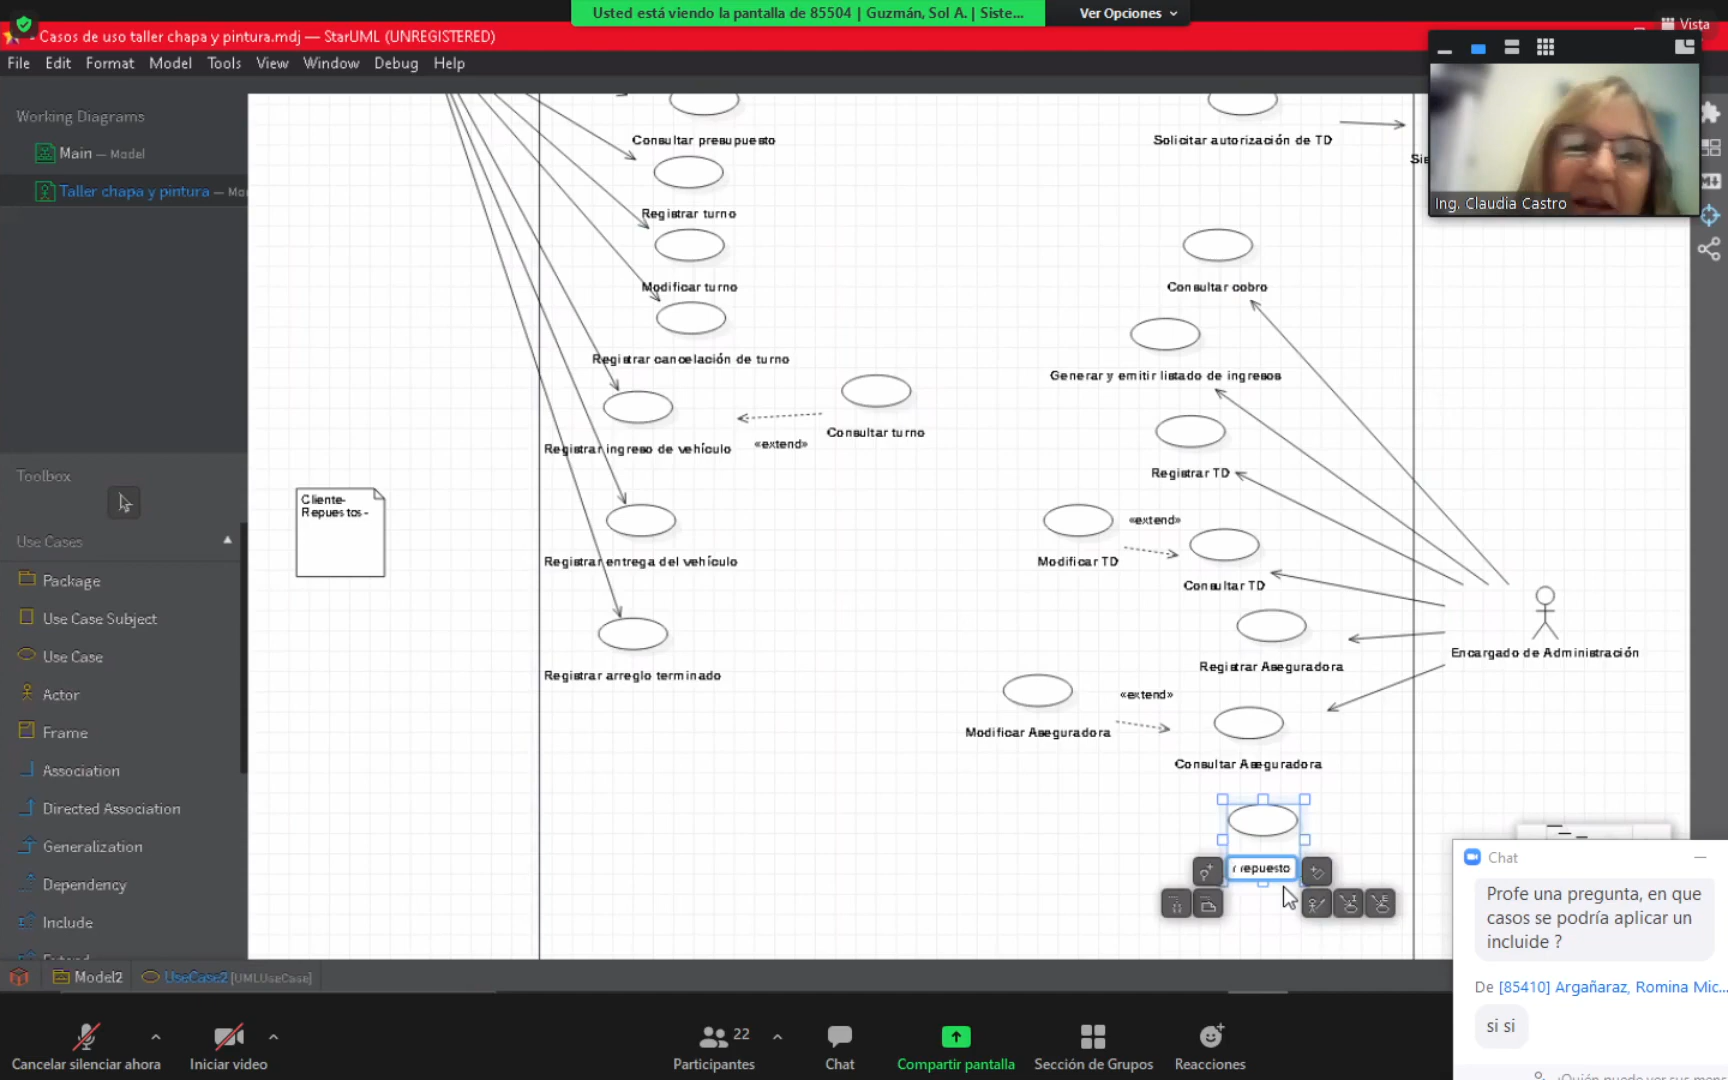 Usted está viendo la pantalla de 85504 | Guzmán, Sol A. | Siste...
Ver Opciones
Vista
Casos de uso taller chapa y pintura.mdj — StarUML (UNREGISTERED)
File Edit Format Model Tools View Window Debug Help
Working Diagrams
Main — Model
Taller chapa y pintura — Mo
Toolbox
Use Cases
Package
Use Case Subject
Use Case
Actor
Frame
Association
Directed Association
Generalization
Dependency
Include
Extend
Cliente-
Repuestos-
Consultar presupuesto
Registrar turno
Modificar turno
Registrar cancelación de turno
Registrar ingreso de vehículo
«extend»
Consultar turno
Registrar entrega del vehículo
Registrar arreglo terminado
Solicitar autorización de TD
Consultar cobro
Generar y emitir listado de ingresos
Registrar TD
«extend»
Modificar TD
Consultar TD
Registrar Aseguradora
Encargado de Administración
«extend»
Modificar Aseguradora
Consultar Aseguradora
r repuesto
Ing. Claudia Castro
Model2
UseCase2 [UMLUseCase]
Chat
Profe una pregunta, en que
casos se podría aplicar un
incluide ?
De [85410] Argañaraz, Romina Mic...
si si
Cancelar silenciar ahora
Iniciar video
22
Participantes
Chat
Compartir pantalla
Sección de Grupos
Reacciones